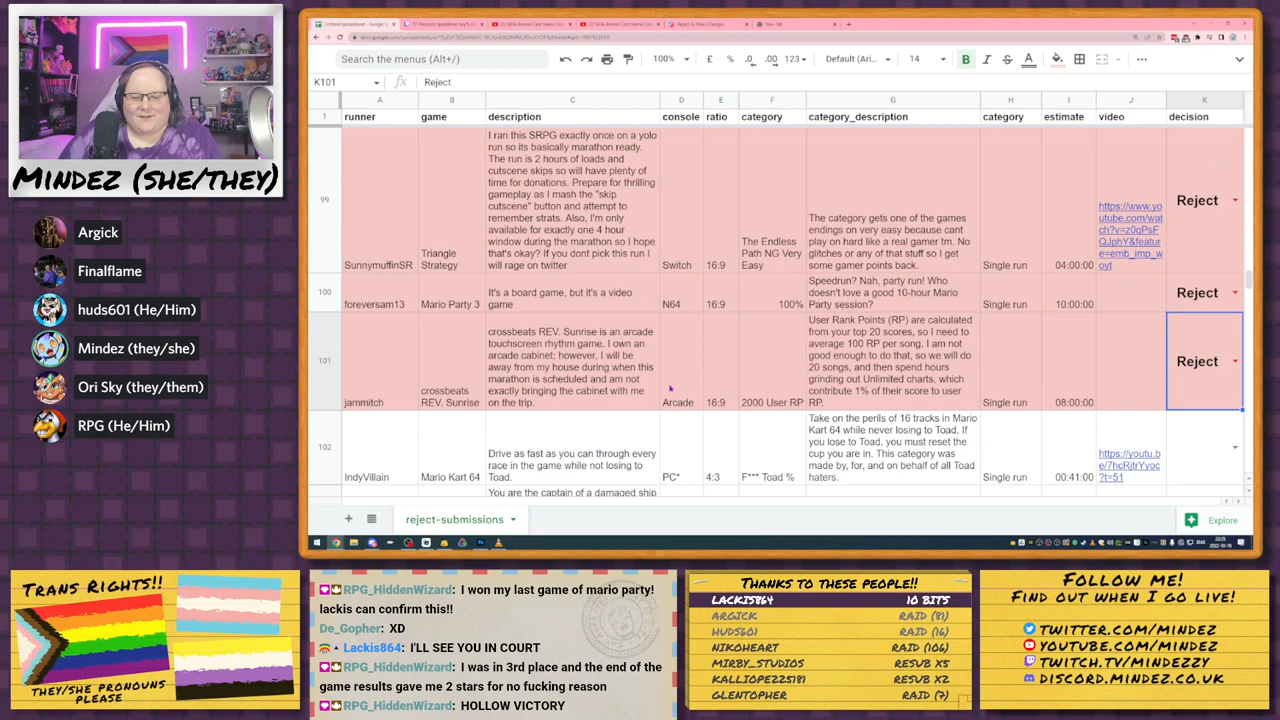 MINDEZ (SHE/THEY)
Argick
Finalflame
huds601 (He/Him)
Mindez (they/she)
Ori Sky (they/them)
RPG (He/Him)
Search the menus (Alt+/)
100%
£ % .0 .00 123
Default (Ari...
14
B I S A
K101
fx Reject
A B C D E F G H I J K
1 runner game description console ratio category category_description category estimate video decision
99
SunnymuffinSR
Triangle
Strategy
I ran this SRPG exactly once on a yolo
run so its basically marathon ready.
The run is 2 hours of loads and
cutscene skips so will have plenty of
time for donations. Prepare for thrilling
gameplay as I mash the "skip
cutscene" button and attempt to
remember strats. Also, I'm only
available for exactly one 4 hour
window during the marathon so I hope
that's okay? If you dont pick this run I
will rage on twitter
Switch
16:9
The Endless
Path NG Very
Easy
The category gets one of the games
endings on very easy because cant
play on hard like a real gamer tm. No
glitches or any of that stuff so I get
some gamer points back.
Single run
04:00:00
https://www.yo
utube.com/wat
ch?v=z0qPsF
QJphY&featur
e=emb_imp_w
oyt
Reject
100
foreversam13
Mario Party 3
It's a board game, but it's a video
game
N64
16:9
100%
Speedrun? Nah, party run! Who
doesn't love a good 10-hour Mario
Party session?
Single run
10:00:00
Reject
101
jammitch
crossbeats
REV. Sunrise
crossbeats REV. Sunrise is an arcade
touchscreen rhythm game. I own an
arcade cabinet; however, I will be
away from my house during when this
marathon is scheduled and am not
exactly bringing the cabinet with me
on the trip.
Arcade
16:9
2000 User RP
User Rank Points (RP) are calculated
from your top 20 scores, so I need to
average 100 RP per song. I am not
good enough to do that, so we will do
20 songs, and then spend hours
grinding out Unlimited charts, which
contribute 1% of their score to user
RP.
Single run
08:00:00
Reject
102
IndyVillain
Mario Kart 64
Drive as fast as you can through every
race in the game while not losing to
Toad.
PC*
4:3
F*** Toad %
Take on the perils of 16 tracks in Mario
Kart 64 while never losing to Toad. If
you lose to Toad, you must reset the
cup you are in. This category was
made by, for, and on behalf of all Toad
haters.
Single run
00:41:00
https://youtu.b
e/7hcRjtrYyoc
?t=51
You are the captain of a damaged ship
reject-submissions
Explore
TRANS RIGHTS!!
THEY/SHE PRONOUNS
PLEASE
RPG_HiddenWizard: I won my last game of mario party!
lackis can confirm this!!
De_Gopher: XD
Lackis864: I'LL SEE YOU IN COURT
RPG_HiddenWizard: I was in 3rd place and the end of the
game results gave me 2 stars for no fucking reason
RPG_HiddenWizard: HOLLOW VICTORY
THANKS TO THESE PEOPLE!!
LACKIS864 10 BITS
ARGICK RAID (81)
HUDS601 RAID (16)
NIKOHEART RAID (106)
MIRBY_STUDIOS RESUB X5
KALLIOPE22S181 RESUB X2
GLENTOPHER RAID (7)
FOLLOW ME!
FIND OUT WHEN I GO LIVE!
TWITTER.COM/MINDEZ
YOUTUBE.COM/MINDEZ
TWITCH.TV/MINDEZZY
DISCORD.MINDEZ.CO.UK